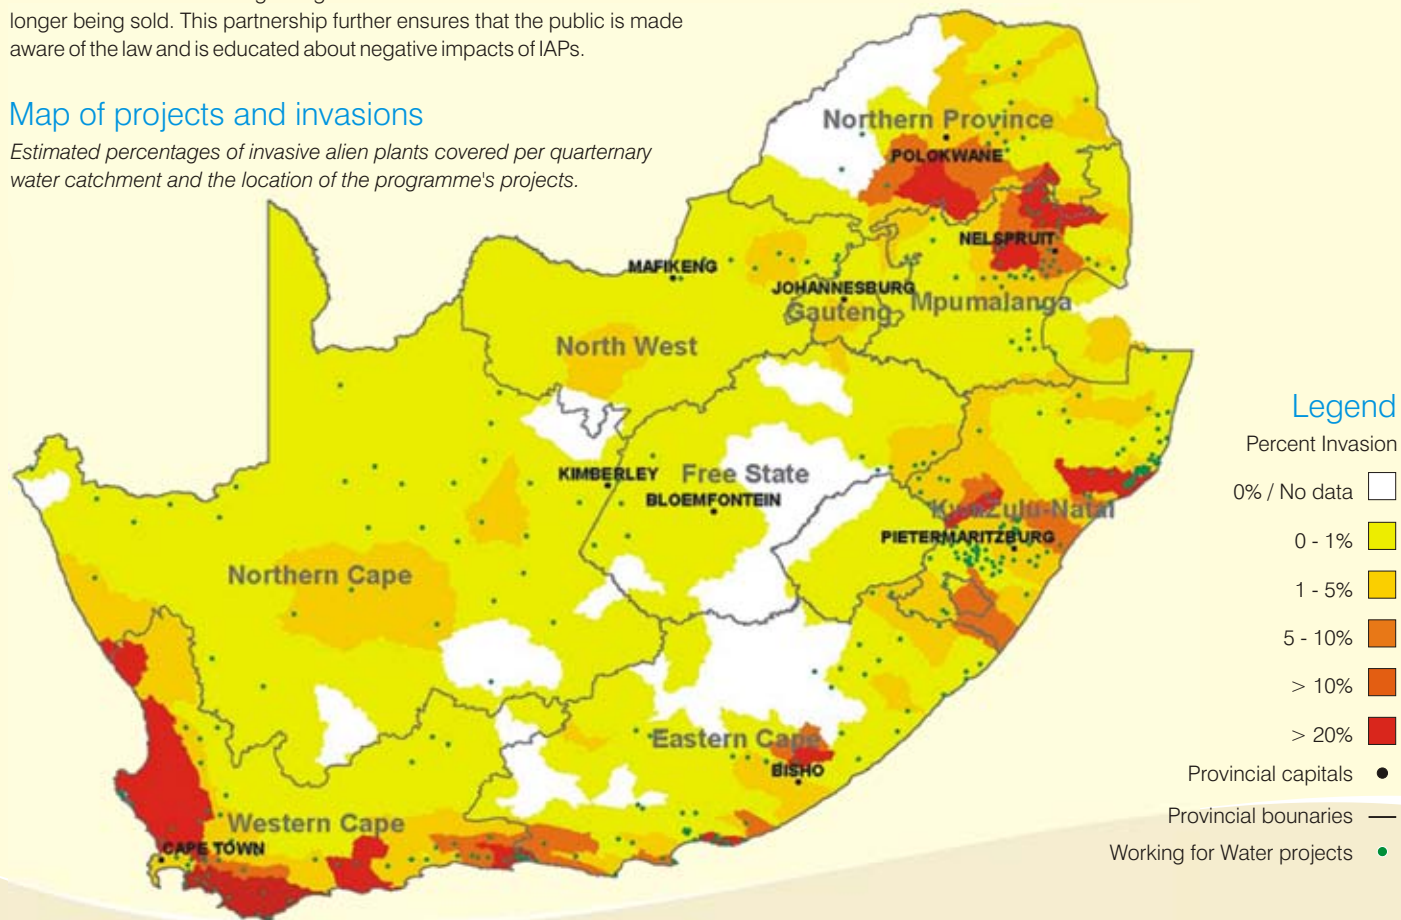 longer being sold. This partnership further ensures that the public is made
aware of the law and is educated about negative impacts of IAPs.
Map of projects and invasions
Estimated percentages of invasive alien plants covered per quarternary
water catchment and the location of the programme's projects.
Northern Province
POLOKWANE
NELSPRUIT
MAFIKENG
JOHANNESBURG
Gauteng
Mpumalanga
North West
KIMBERLEY
Free State
BLOEMFONTEIN
KwaZulu-Natal
PIETERMARITZBURG
Northern Cape
Eastern Cape
BISHO
Western Cape
CAPE TOWN
Legend
Percent Invasion
0% / No data
0 - 1%
1 - 5%
5 - 10%
> 10%
> 20%
Provincial capitals
Provincial bounaries
Working for Water projects